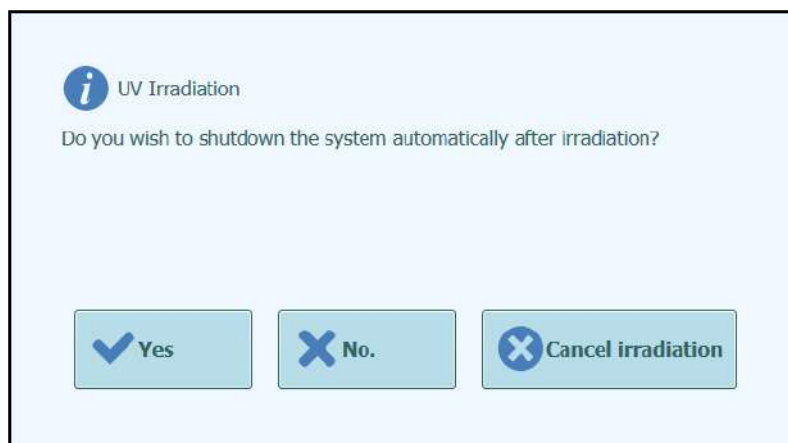 UV Irradiation
Do you wish to shutdown the system automatically after irradiation?
Yes
No.
Cancel irradiation